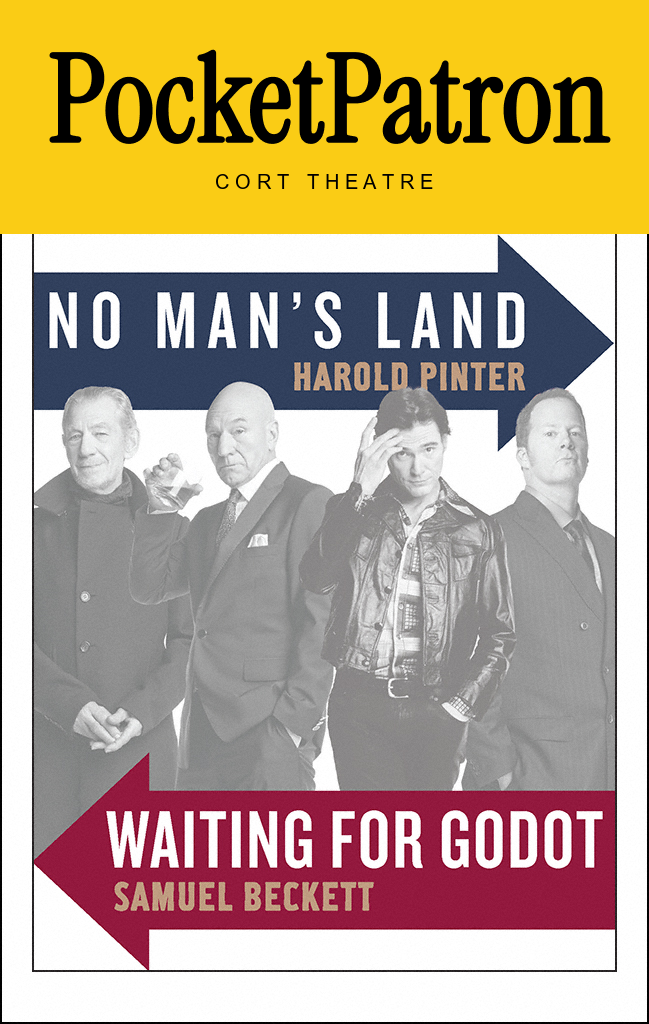 PocketPatron
CORT THEATRE
NO MAN'S LAND
HAROLD PINTER
WAITING FOR GODOT
SAMUEL BECKETT